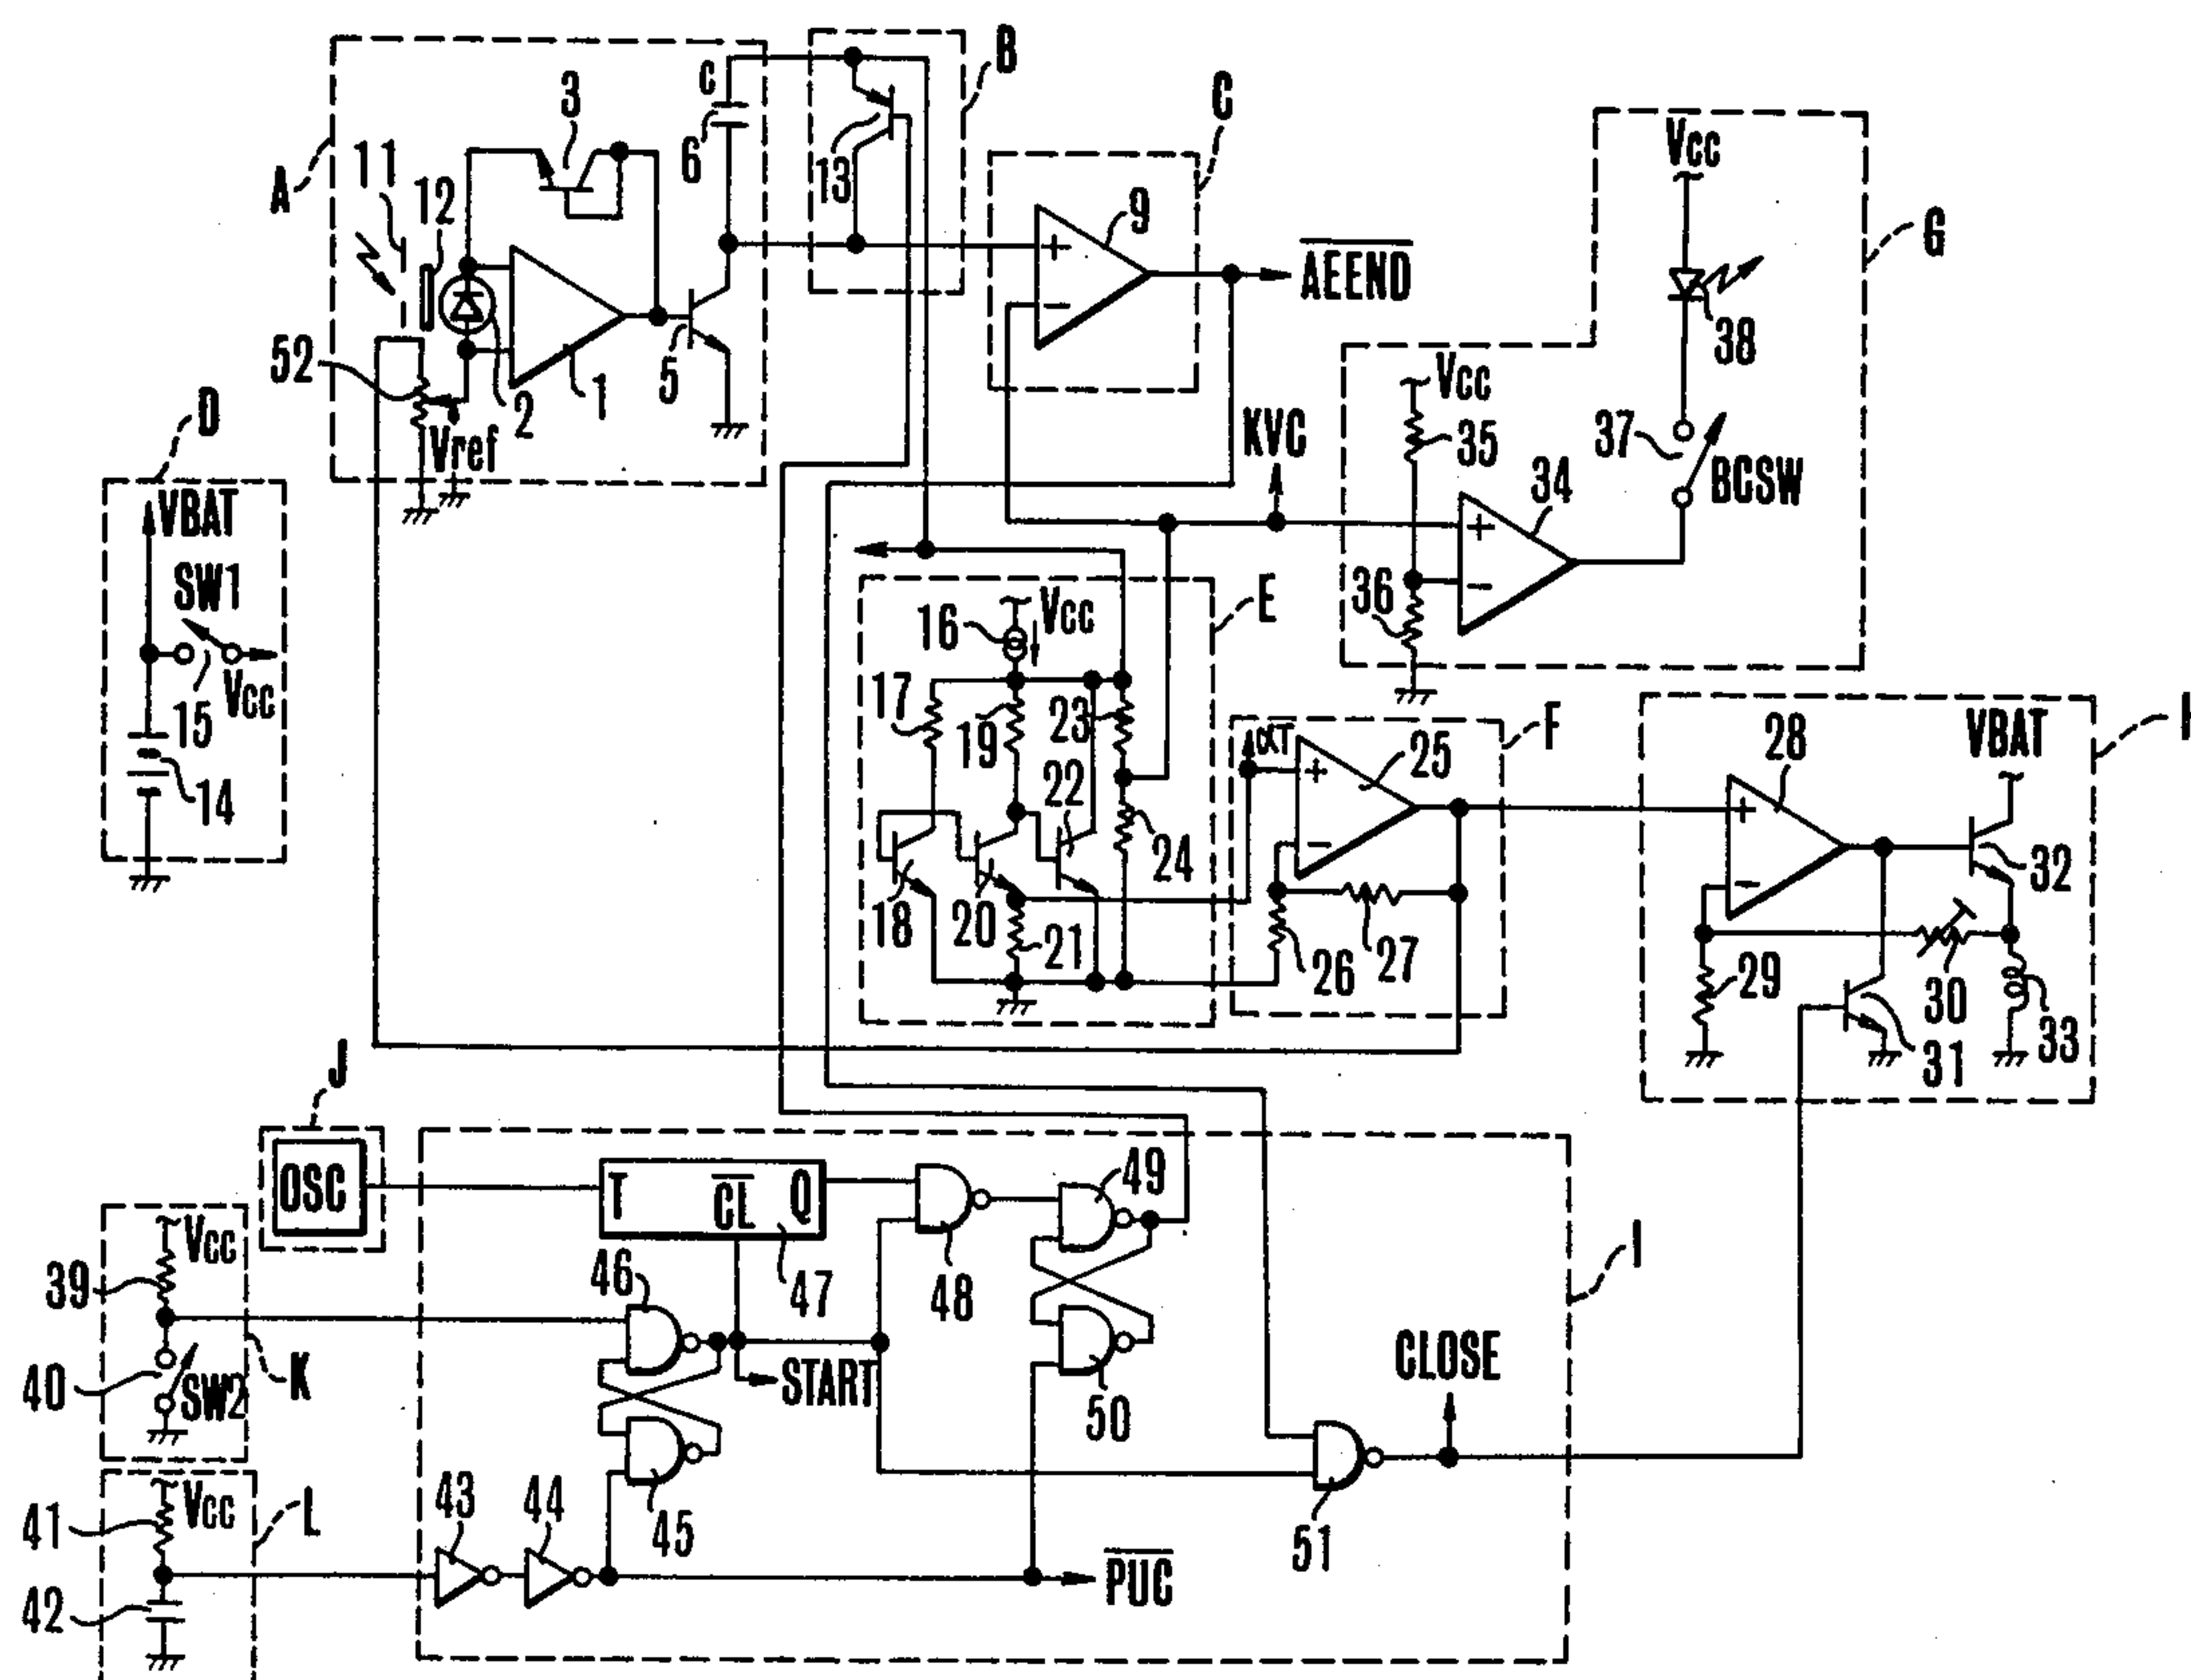 B
C
C
3
6
13
A
11
12
9
AEEND
Vcc
G
38
52
2
1
5
Vref
D
VBAT
SW1
Vcc
15
14
KVC
Vcc
35
34
36
37
BCSW
16
Vcc
E
17
19
23
22
24
18
20
21
αT
25
F
26
27
28
VBAT
32
29
30
31
33
J
OSC
T
CL
Q
47
48
49
50
I
Vcc
39
40
SW2
K
46
START
45
CLOSE
51
Vcc
41
42
L
43
44
PUC